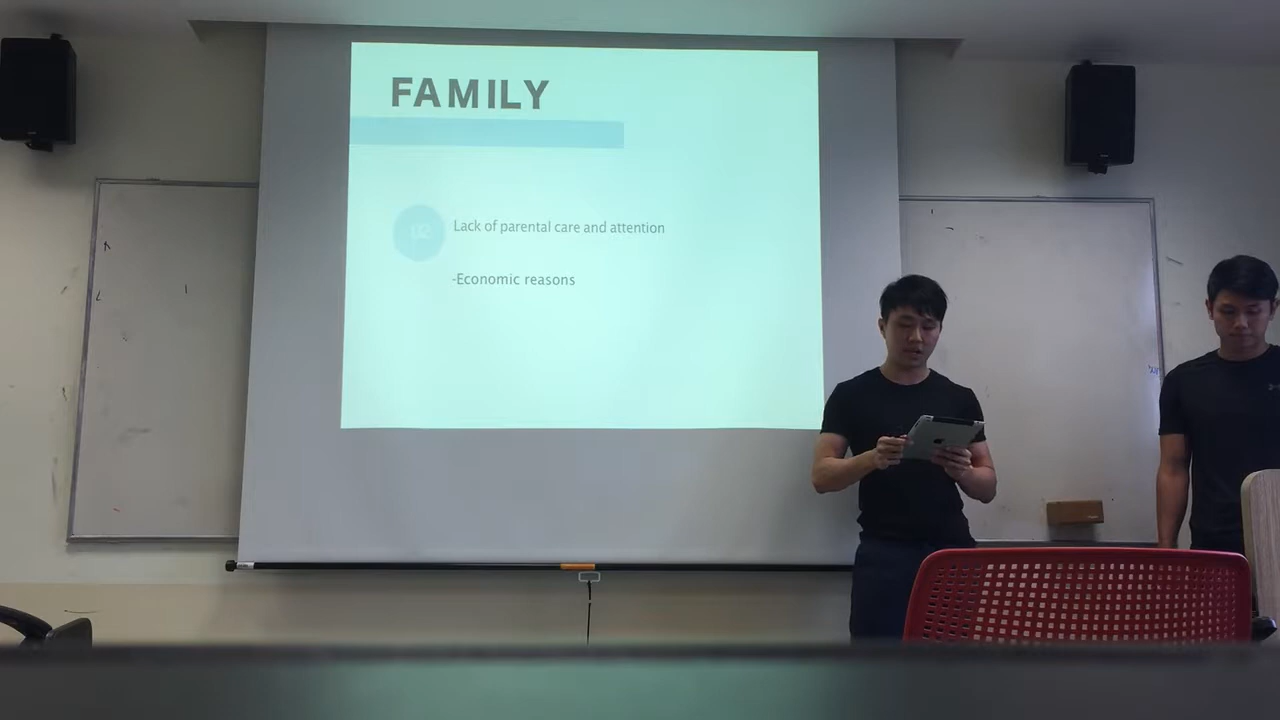 FAMILY
Lack of parental care and attention
-Economic reasons